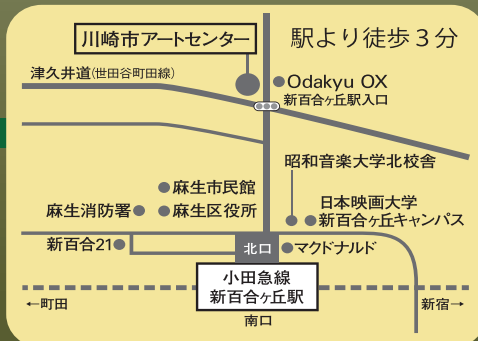 川崎市アートセンター
駅より徒歩3分
津久井道(世田谷町田線)
Odakyu OX
新百合ヶ丘駅入口
昭和音楽大学北校舎
麻生市民館
日本映画大学
新百合ヶ丘キャンパス
麻生消防署
麻生区役所
新百合21
北口
マクドナルド
小田急線
新百合ヶ丘駅
←町田
新宿→
南口